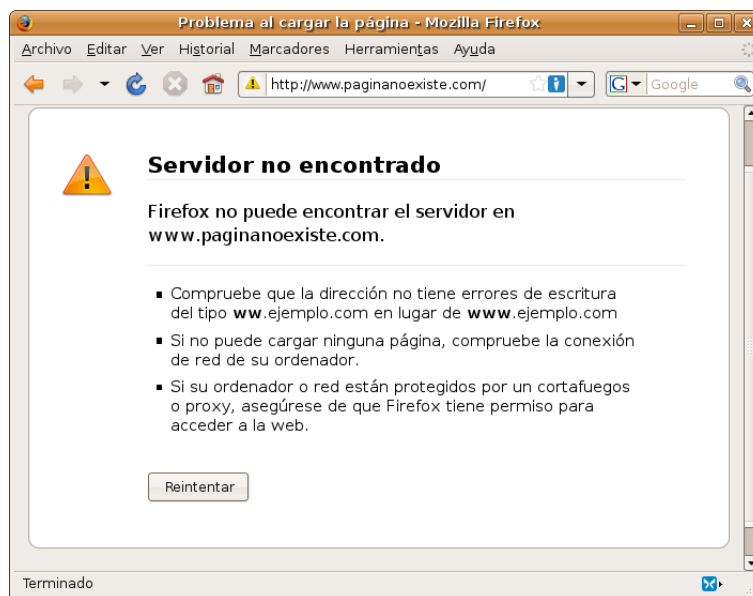 Problema al cargar la página - Mozilla Firefox
Archivo Editar Ver Historial Marcadores Herramientas Ayuda
http://www.paginanoexiste.com/ G Google
Servidor no encontrado
Firefox no puede encontrar el servidor en
www.paginanoexiste.com.
Compruebe que la dirección no tiene errores de escritura
del tipo ww.ejemplo.com en lugar de www.ejemplo.com
Si no puede cargar ninguna página, compruebe la conexión
de red de su ordenador.
Si su ordenador o red están protegidos por un cortafuegos
o proxy, asegúrese de que Firefox tiene permiso para
acceder a la web.
Reintentar
Terminado